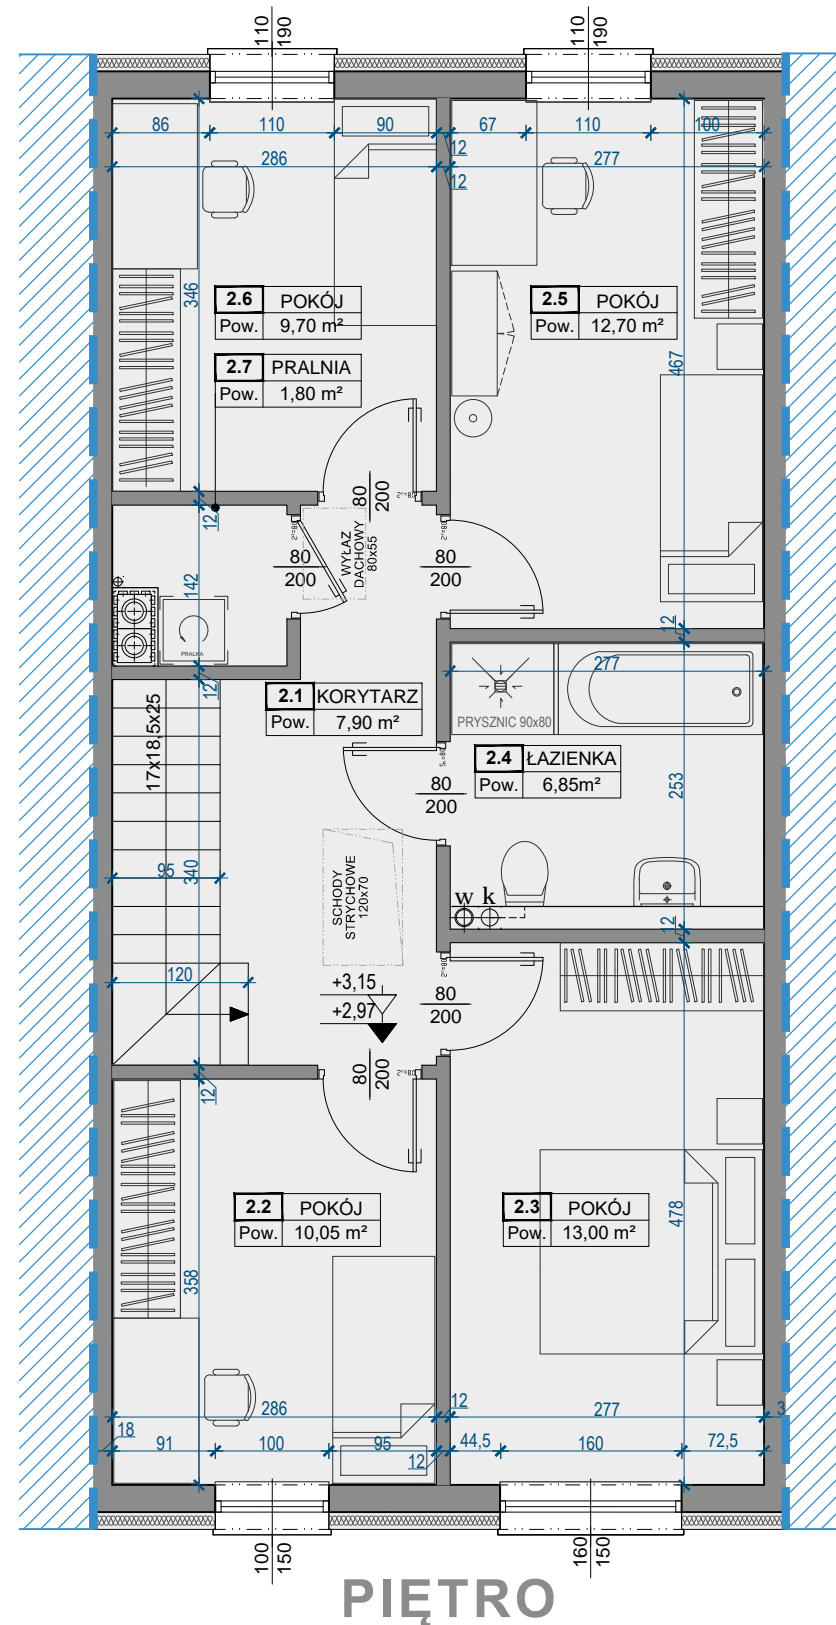 110
190
110
190
86
110
90
67
110
100
12
286
277
12
346
2.6 POKÓJ
Pow. 9,70 m²
2.5 POKÓJ
Pow. 12,70 m²
2.7 PRALNIA
Pow. 1,80 m²
467
80
200
12
WYŁAZ
DACHOWY
80x55
80
200
80
200
142
PRALKA
12
12
277
17x18,5x25
2.1 KORYTARZ
Pow. 7,90 m²
PRYSZNIC 90x80
2.4 ŁAZIENKA
Pow. 6,85m²
253
80
200
95
340
SCHODY
STRYCHOWE
120x70
w k
12
120
+3,15
+2,97
80
200
80
200
12
2.2 POKÓJ
Pow. 10,05 m²
2.3 POKÓJ
Pow. 13,00 m²
478
358
12
286
277
3
18
91
100
95
44,5
160
72,5
12
100
150
160
150
PIĘTRO